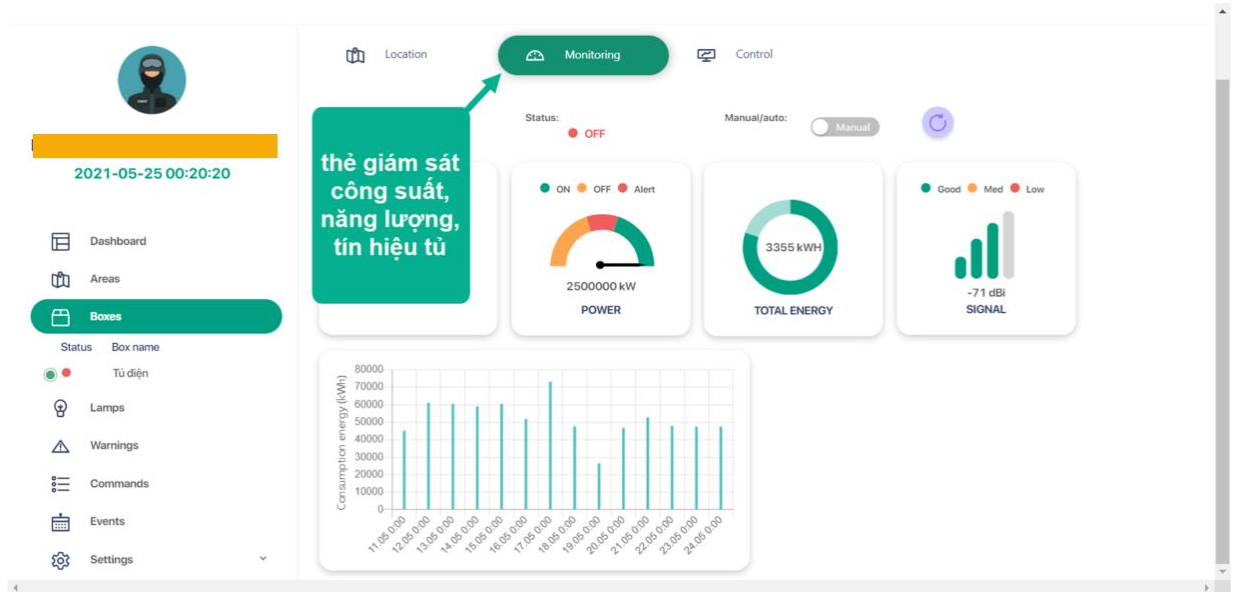 Location
Monitoring
Control
2021-05-25 00:20:20
thẻ giám sát
công suất,
năng lượng,
tín hiệu tủ
Status:
OFF
Manual/auto:
Manual
ON OFF Alert
2500000 kW
POWER
3355 kWH
TOTAL ENERGY
Good Med Low
-71 dBi
SIGNAL
Dashboard
Areas
Boxes
Status Box name
Tủ điện
Lamps
Warnings
Commands
Events
Settings
Consumption energy (kWh)
80000
70000
60000
50000
40000
30000
20000
10000
0
11.05 0:00
12.05 0:00
13.05 0:00
14.05 0:00
15.05 0:00
16.05 0:00
17.05 0:00
18.05 0:00
19.05 0:00
20.05 0:00
21.05 0:00
22.05 0:00
23.05 0:00
24.05 0:00